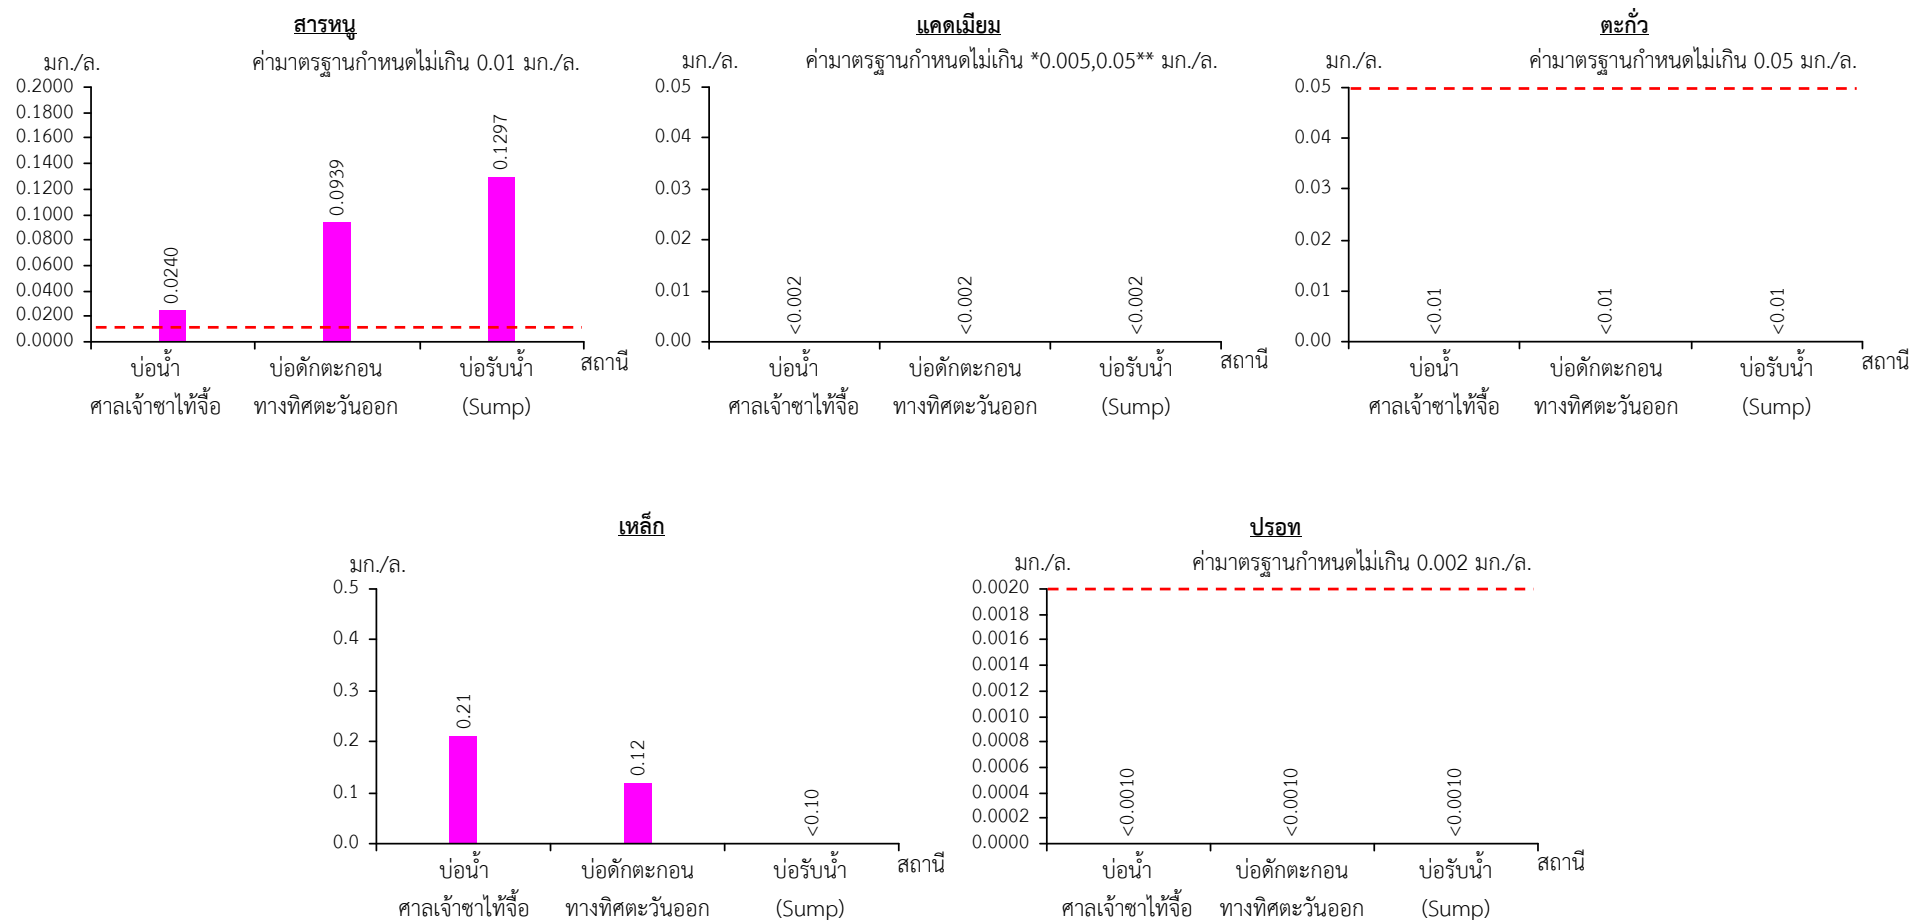 สารหนู
มก./ล.
ค่ามาตรฐานกำหนดไม่เกิน 0.01 มก./ล.
0.2000
0.1800
0.1600
0.1400
0.1200
0.1000
0.0800
0.0600
0.0400
0.0200
0.0000
0.0240
0.0939
0.1297
บ่อน้ำ
ศาลเจ้าซาไท้จื้อ
บ่อดักตะกอน
ทางทิศตะวันออก
บ่อรับน้ำ
(Sump)
สถานี
แคดเมียม
มก./ล.
ค่ามาตรฐานกำหนดไม่เกิน *0.005,0.05** มก./ล.
0.05
0.04
0.03
0.02
0.01
0.00
<0.002
<0.002
<0.002
บ่อน้ำ
ศาลเจ้าซาไท้จื้อ
บ่อดักตะกอน
ทางทิศตะวันออก
บ่อรับน้ำ
(Sump)
สถานี
ตะกั่ว
มก./ล.
ค่ามาตรฐานกำหนดไม่เกิน 0.05 มก./ล.
0.05
0.04
0.03
0.02
0.01
0.00
<0.01
<0.01
<0.01
บ่อน้ำ
ศาลเจ้าซาไท้จื้อ
บ่อดักตะกอน
ทางทิศตะวันออก
บ่อรับน้ำ
(Sump)
สถานี
เหล็ก
มก./ล.
0.5
0.4
0.3
0.2
0.1
0.0
0.21
0.12
<0.10
บ่อน้ำ
ศาลเจ้าซาไท้จื้อ
บ่อดักตะกอน
ทางทิศตะวันออก
บ่อรับน้ำ
(Sump)
สถานี
ปรอท
มก./ล.
ค่ามาตรฐานกำหนดไม่เกิน 0.002 มก./ล.
0.0020
0.0018
0.0016
0.0014
0.0012
0.0010
0.0008
0.0006
0.0004
0.0002
0.0000
<0.0010
<0.0010
<0.0010
บ่อน้ำ
ศาลเจ้าซาไท้จื้อ
บ่อดักตะกอน
ทางทิศตะวันออก
บ่อรับน้ำ
(Sump)
สถานี